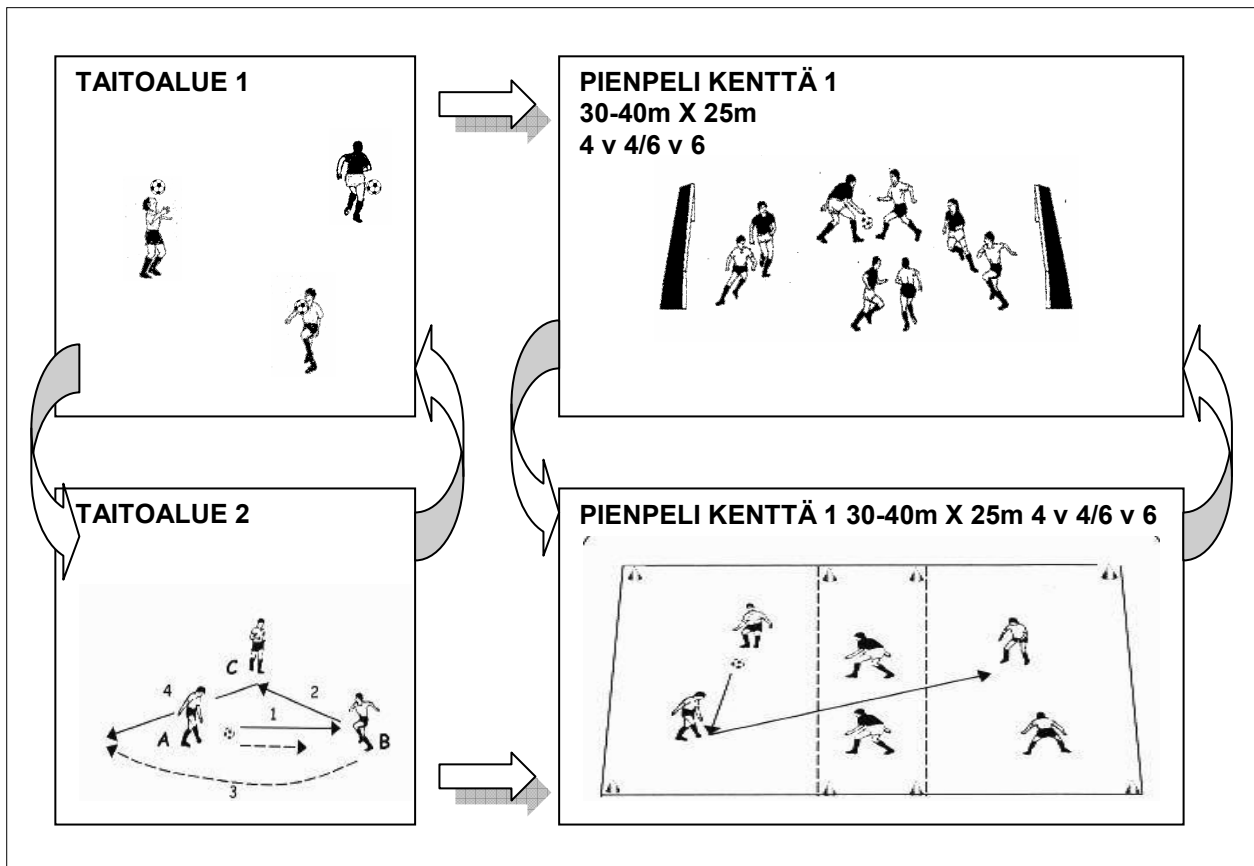 TAITOALUE 1
PIENPELI KENTTÄ 1
30-40m X 25m
4 v 4/6 v 6
TAITOALUE 2
C
4
2
1
A
B
3
PIENPELI KENTTÄ 1 30-40m X 25m 4 v 4/6 v 6